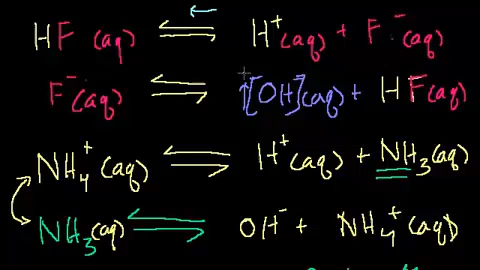 HF (aq) ⇌ H⁺(aq) + F⁻(aq)
F⁻(aq) ⇌ ↑[OH⁻](aq) + HF(aq)
NH₄⁺(aq) ⇌ H⁺(aq) + NH₃(aq)
NH₃(aq) ⇌ OH⁻ + NH₄⁺(aq)